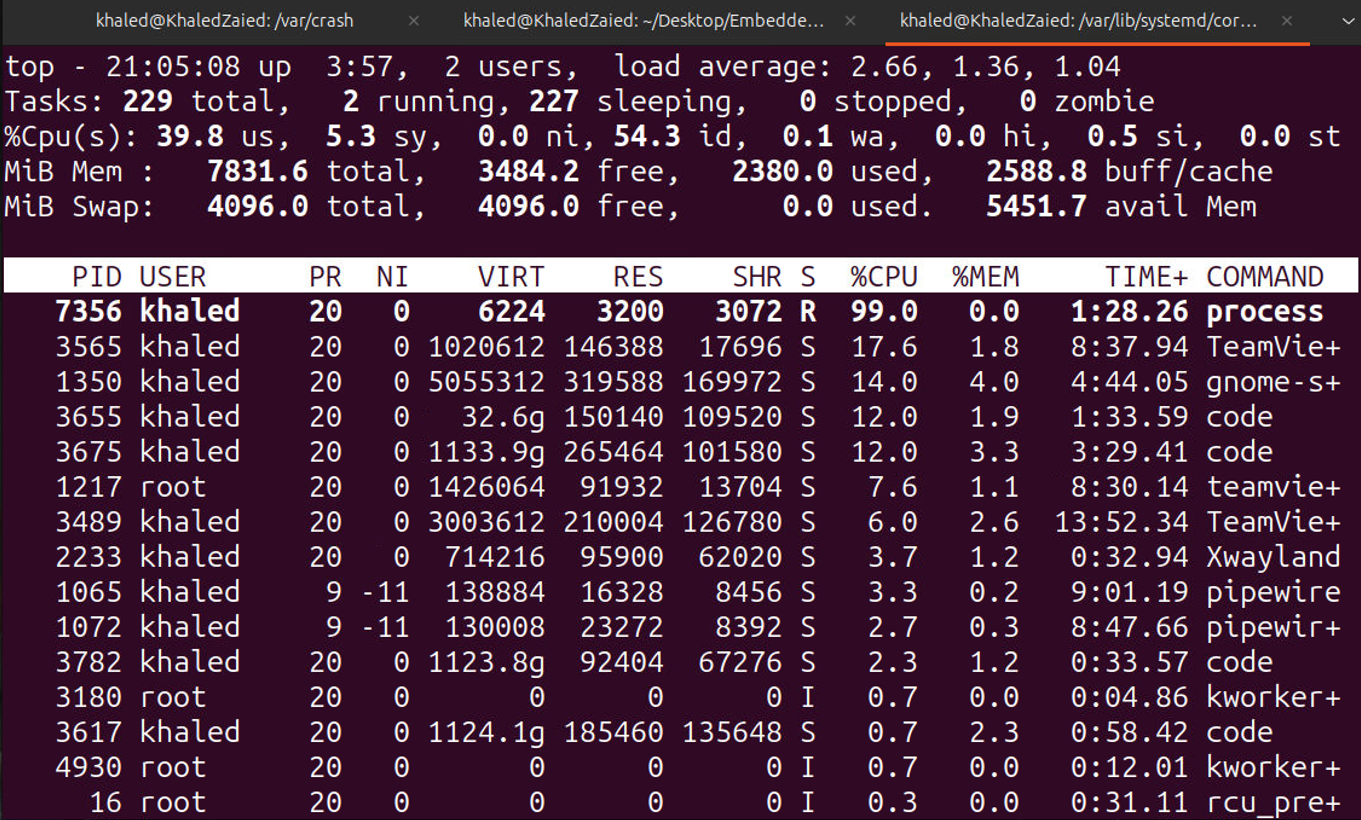 khaled@KhaledZaied: /var/crash × khaled@KhaledZaied: ~/Desktop/Embedde... × khaled@KhaledZaied: /var/lib/systemd/cor... ×
top - 21:05:08 up  3:57,  2 users,  load average: 2.66, 1.36, 1.04
Tasks: 229 total,   2 running, 227 sleeping,   0 stopped,   0 zombie
%Cpu(s): 39.8 us,  5.3 sy,  0.0 ni, 54.3 id,  0.1 wa,  0.0 hi,  0.5 si,  0.0 st
MiB Mem :   7831.6 total,   3484.2 free,   2380.0 used,   2588.8 buff/cache
MiB Swap:   4096.0 total,   4096.0 free,      0.0 used.   5451.7 avail Mem
PID USER      PR  NI    VIRT    RES    SHR S  %CPU  %MEM     TIME+ COMMAND
7356 khaled    20   0    6224   3200   3072 R  99.0   0.0   1:28.26 process
3565 khaled    20   0 1020612 146388  17696 S  17.6   1.8   8:37.94 TeamVie+
1350 khaled    20   0 5055312 319588 169972 S  14.0   4.0   4:44.05 gnome-s+
3655 khaled    20   0   32.6g 150140 109520 S  12.0   1.9   1:33.59 code
3675 khaled    20   0 1133.9g 265464 101580 S  12.0   3.3   3:29.41 code
1217 root      20   0 1426064  91932  13704 S   7.6   1.1   8:30.14 teamvie+
3489 khaled    20   0 3003612 210004 126780 S   6.0   2.6  13:52.34 TeamVie+
2233 khaled    20   0  714216  95900  62020 S   3.7   1.2   0:32.94 Xwayland
1065 khaled     9 -11  138884  16328   8456 S   3.3   0.2   9:01.19 pipewire
1072 khaled     9 -11  130008  23272   8392 S   2.7   0.3   8:47.66 pipewir+
3782 khaled    20   0 1123.8g  92404  67276 S   2.3   1.2   0:33.57 code
3180 root      20   0       0      0      0 I   0.7   0.0   0:04.86 kworker+
3617 khaled    20   0 1124.1g 185460 135648 S   0.7   2.3   0:58.42 code
4930 root      20   0       0      0      0 I   0.7   0.0   0:12.01 kworker+
16 root      20   0       0      0      0 I   0.3   0.0   0:31.11 rcu_pre+